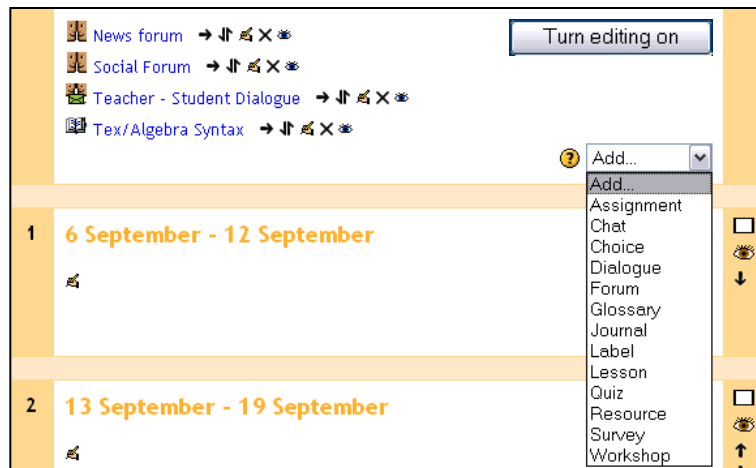 News forum
Turn editing on
Social Forum
Teacher - Student Dialogue
Tex/Algebra Syntax
Add...
Add...
Assignment
Chat
Choice
Dialogue
Forum
Glossary
Journal
Label
Lesson
Quiz
Resource
Survey
Workshop
1 6 September - 12 September
2 13 September - 19 September